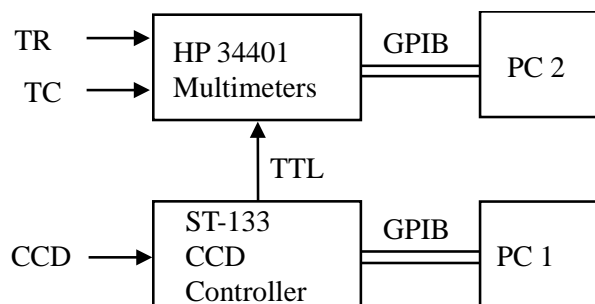 TR
TC
HP 34401
Multimeters
GPIB
PC 2
TTL
CCD
ST-133
CCD
Controller
GPIB
PC 1